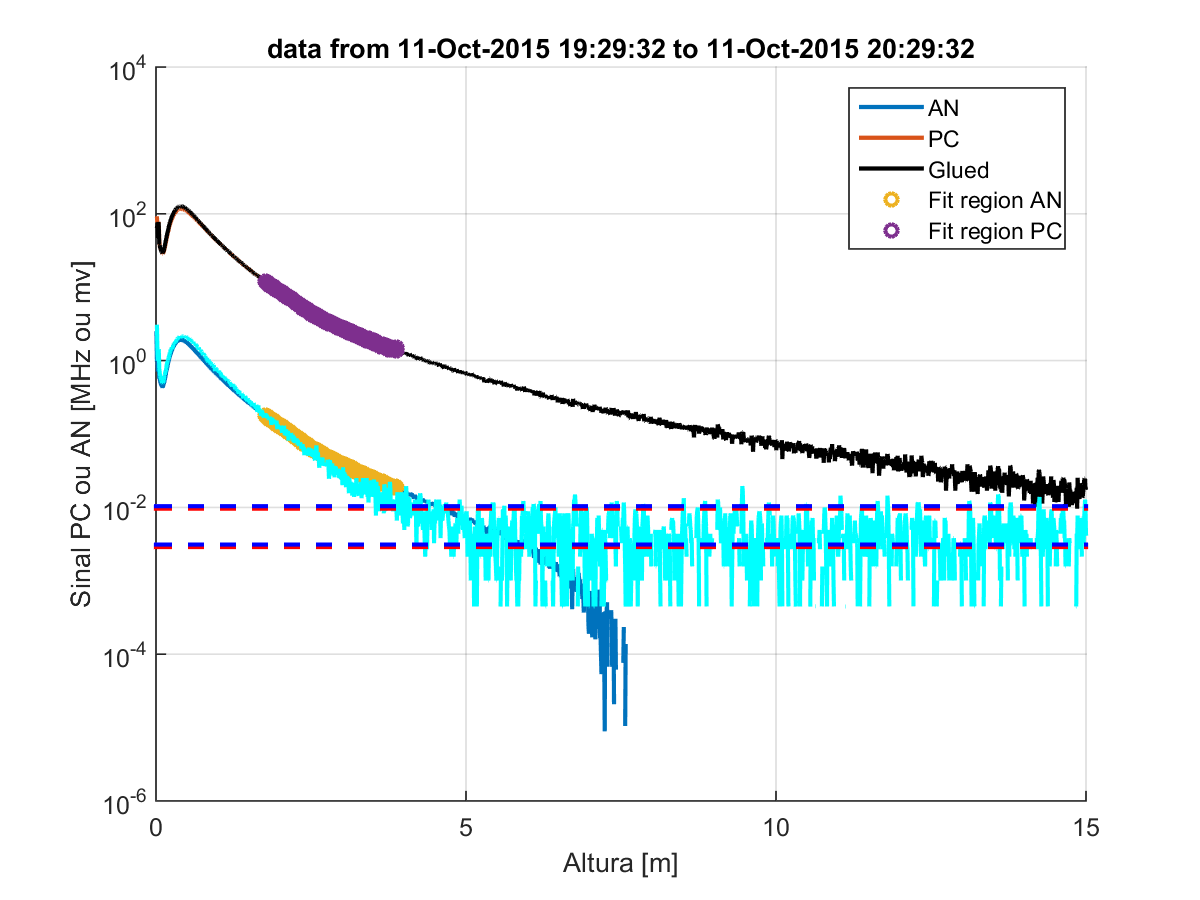 data from 11-Oct-2015 19:29:32 to 11-Oct-2015 20:29:32
AN
PC
Glued
Fit region AN
Fit region PC
Sinal PC ou AN [MHz ou mv]
10^4
10^2
10^0
10^-2
10^-4
10^-6
0 5 10 15
Altura [m]